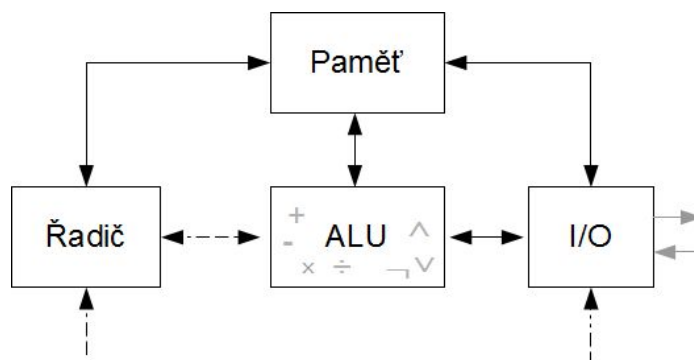 Paměť
Řadič
+ - × ÷ ALU ^ ¬ v
I/O